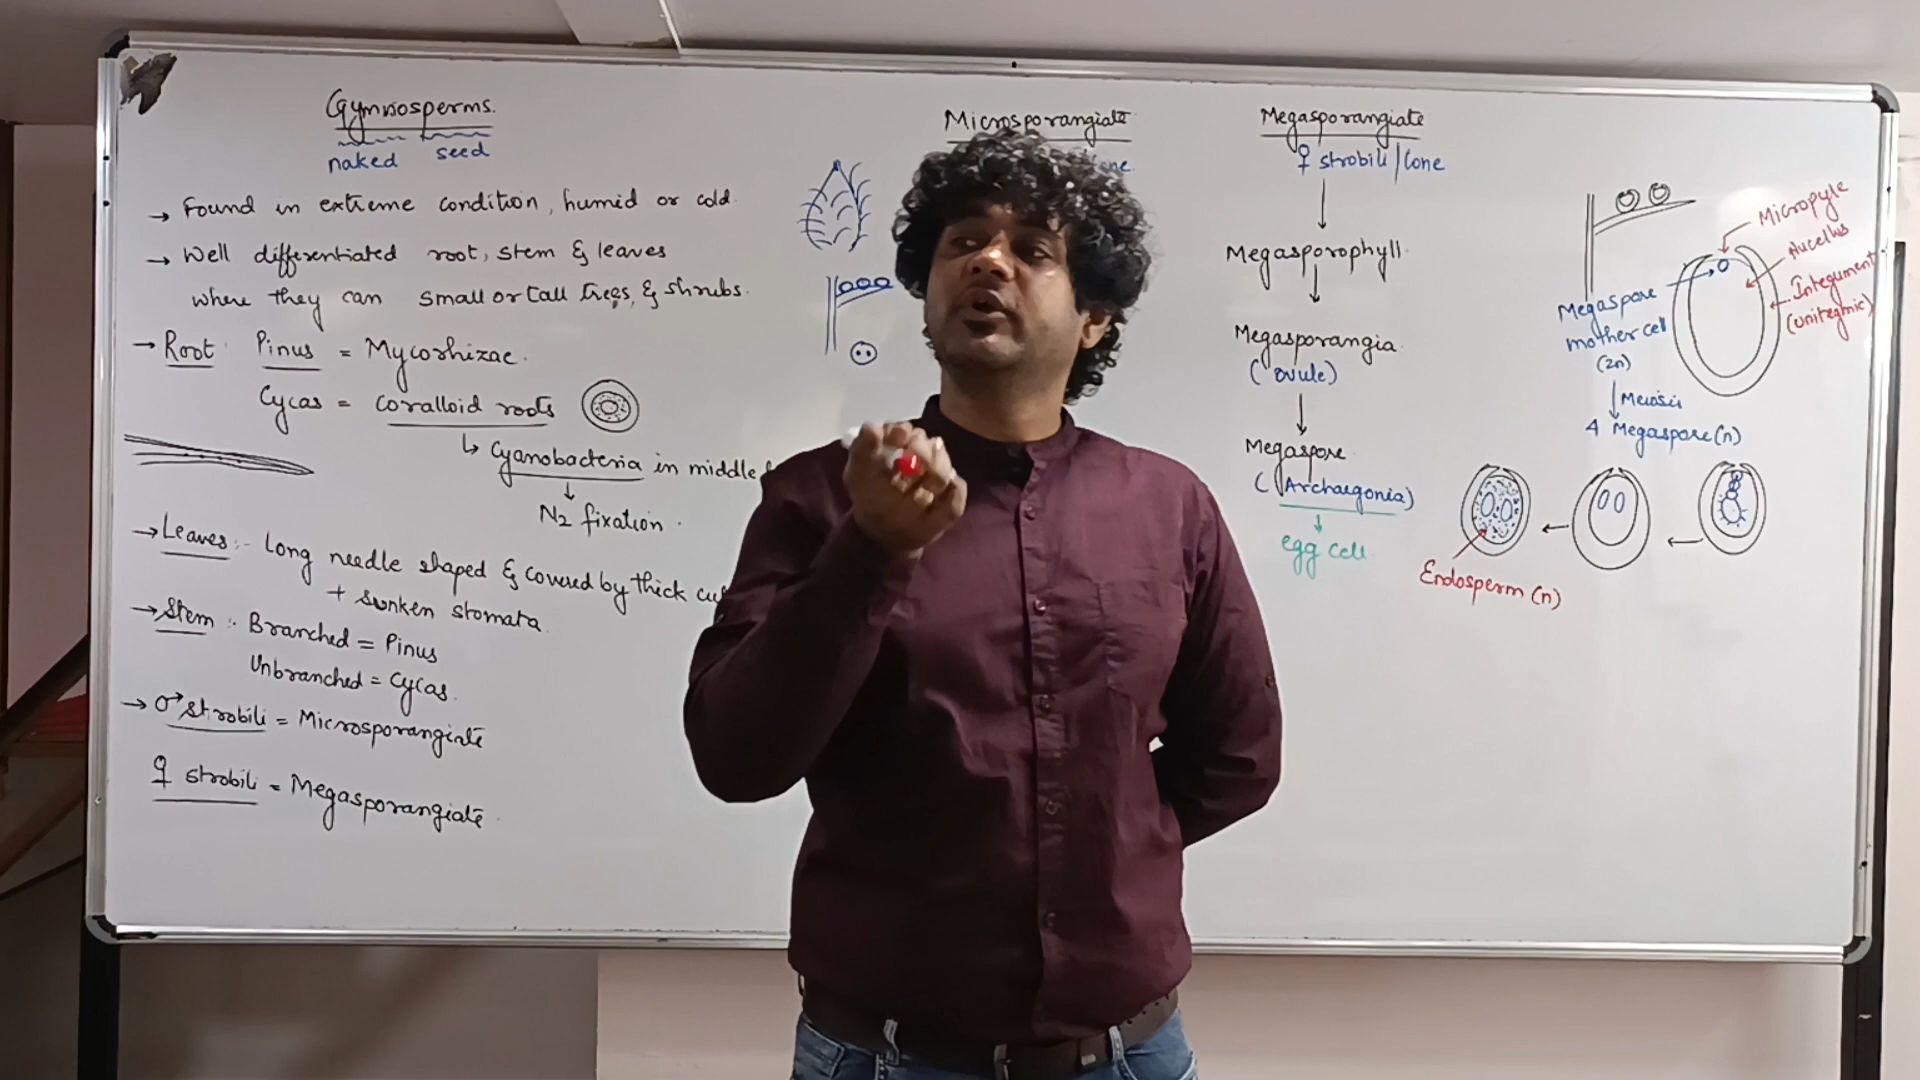 Gymnosperms.
naked seed
→ Found in extreme condition, humid or cold.
→ Well differentiated root, stem & leaves
where they can small or tall trees, & shrubs.
→ Root: Pinus = Mycorhizae.
Cycas = coralloid roots
↳ Cyanobacteria in middle
↓
N2 fixation.
→ Leaves:- Long needle shaped & covered by thick
+ sunken stomata.
→ Stem:- Branched = Pinus
Unbranched = Cycas.
→ ♂ strobili = Microsporangiate
♀ strobili = Megasporangiate.
Microsporangiate
Megasporangiate
♀ strobili/Cone
↓
Megasporophyll.
↓
Megasporangia.
(ovule)
↓
Megaspore.
(Archaegonia)
↓
egg cell.
Micropyle
Nucellus
Integument.
(Unitegmic)
Megaspore
mother cell
(2n)
↓ Meiosis
4 Megaspore (n)
Endosperm (n)